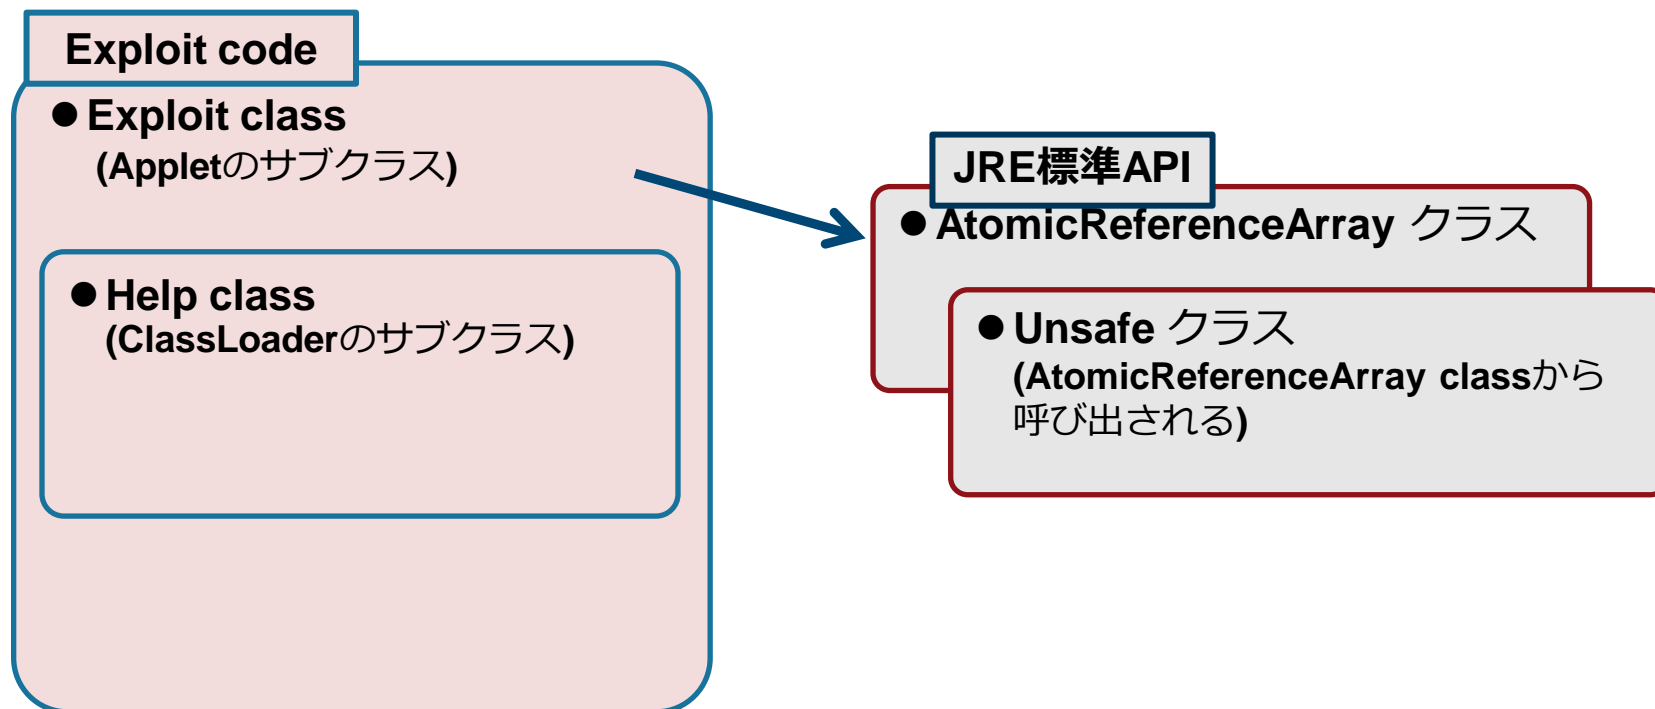 Exploit code
● Exploit class
(Appletのサブクラス)
● Help class
(ClassLoaderのサブクラス)
JRE標準API
● AtomicReferenceArray クラス
● Unsafe クラス
(AtomicReferenceArray classから
呼び出される)